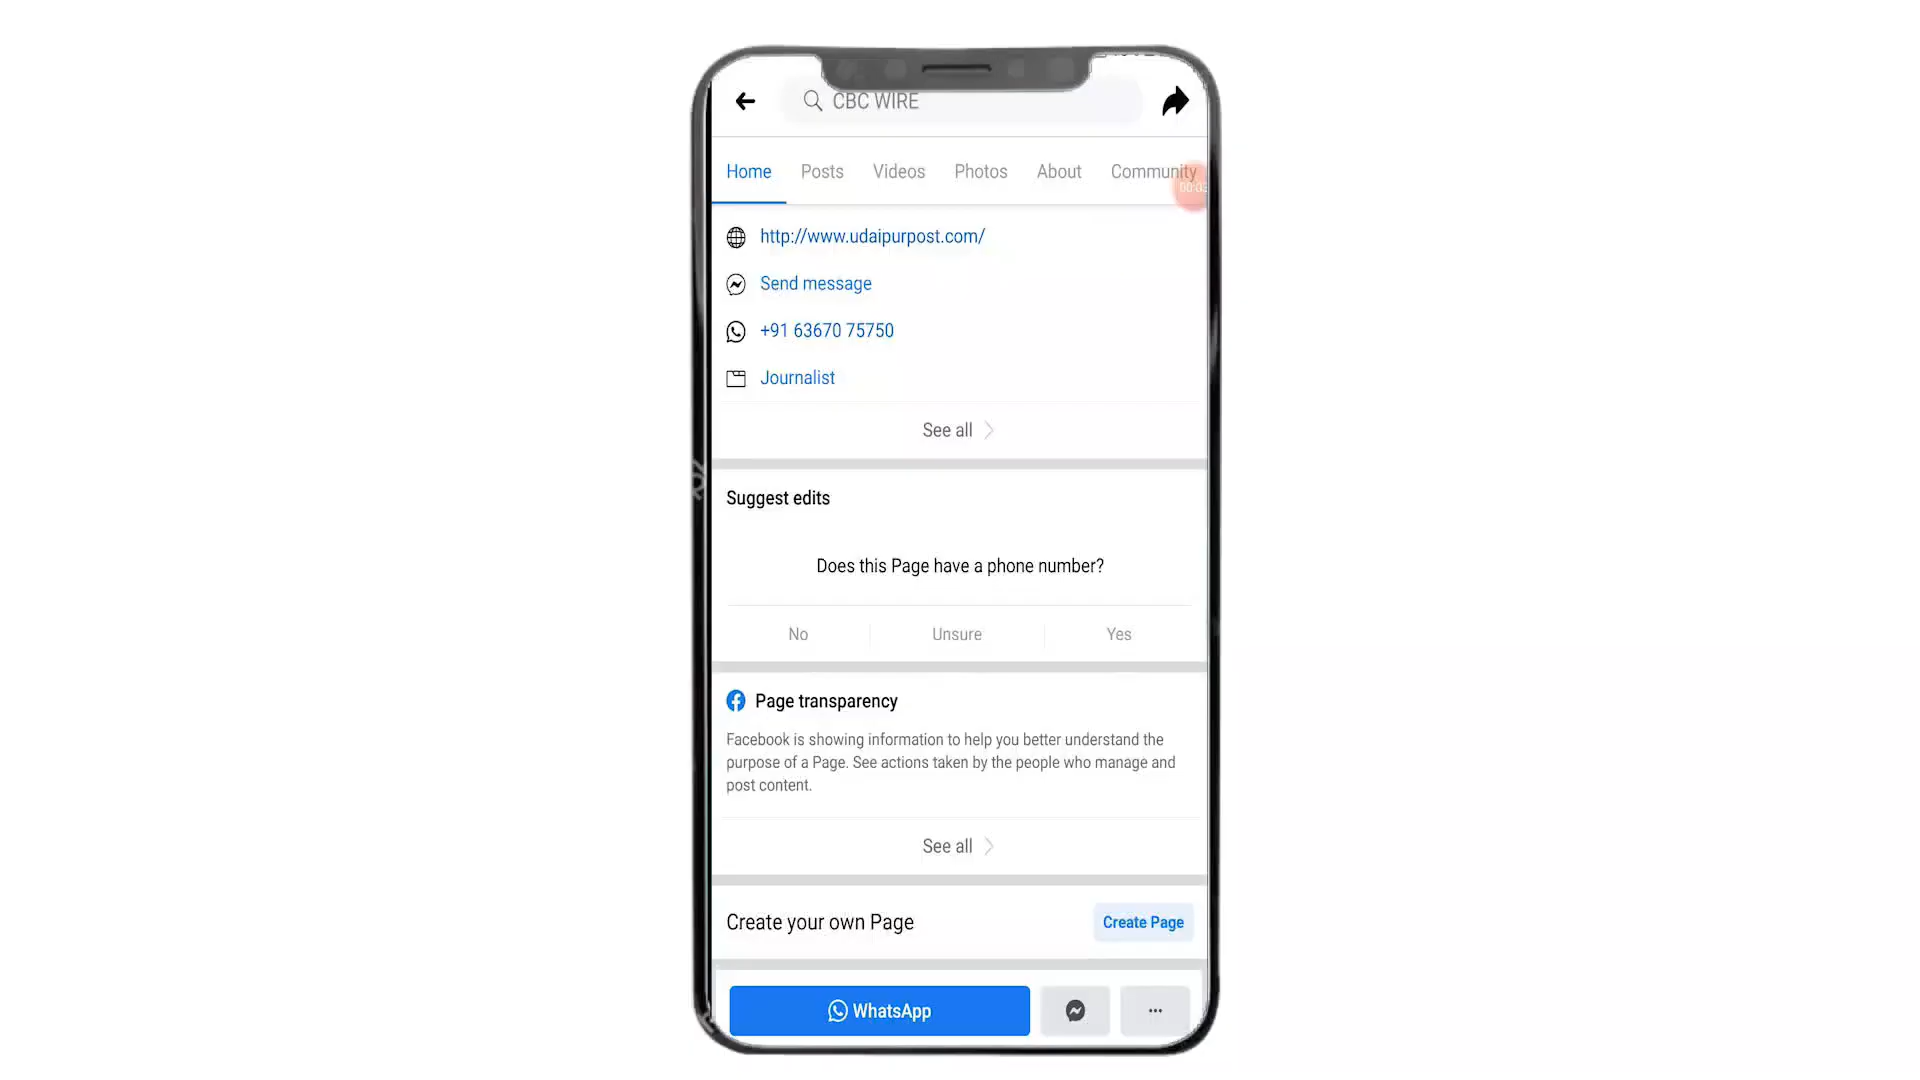 CBC WIRE
Home Posts Videos Photos About Community
00:03
http://www.udaipurpost.com/
Send message
+91 63670 75750
Journalist
See all
Suggest edits
Does this Page have a phone number?
No Unsure Yes
Page transparency
Facebook is showing information to help you better understand the
purpose of a Page. See actions taken by the people who manage and
post content.
See all
Create your own Page Create Page
WhatsApp